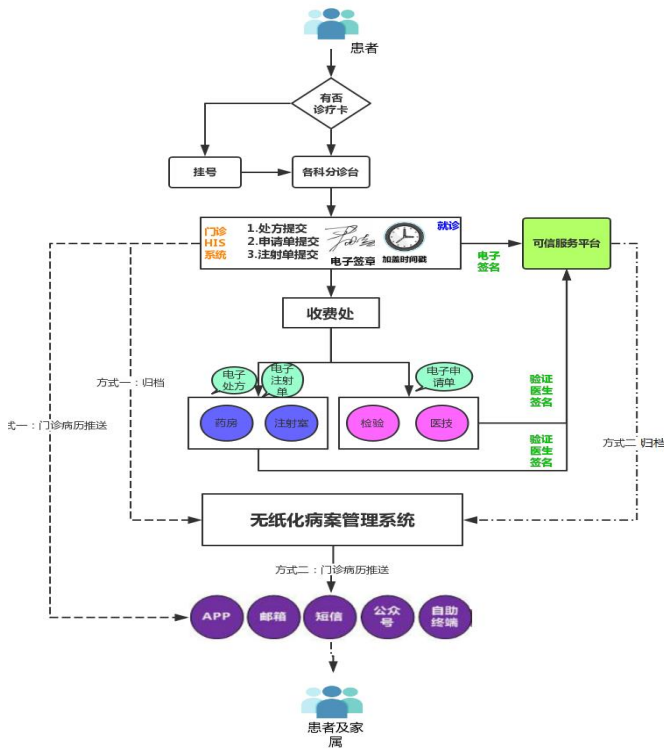 患者
有否
诊疗卡
挂号
各科分诊台
门诊
HIS
系统
1.处方提交
2.申请单提交
3.注射单提交
电子签章
加盖时间戳
就诊
电子
签名
可信服务平台
收费处
电子
处方
电子
注射
单
电子申
请单
药房
注射室
检验
医技
验证
医生
签名
验证
医生
签名
方式一：归档
式一：门诊病历推送
方式二：归档
无纸化病案管理系统
方式二：门诊病历推送
APP
邮箱
短信
公众
号
自助
终端
患者及家
属